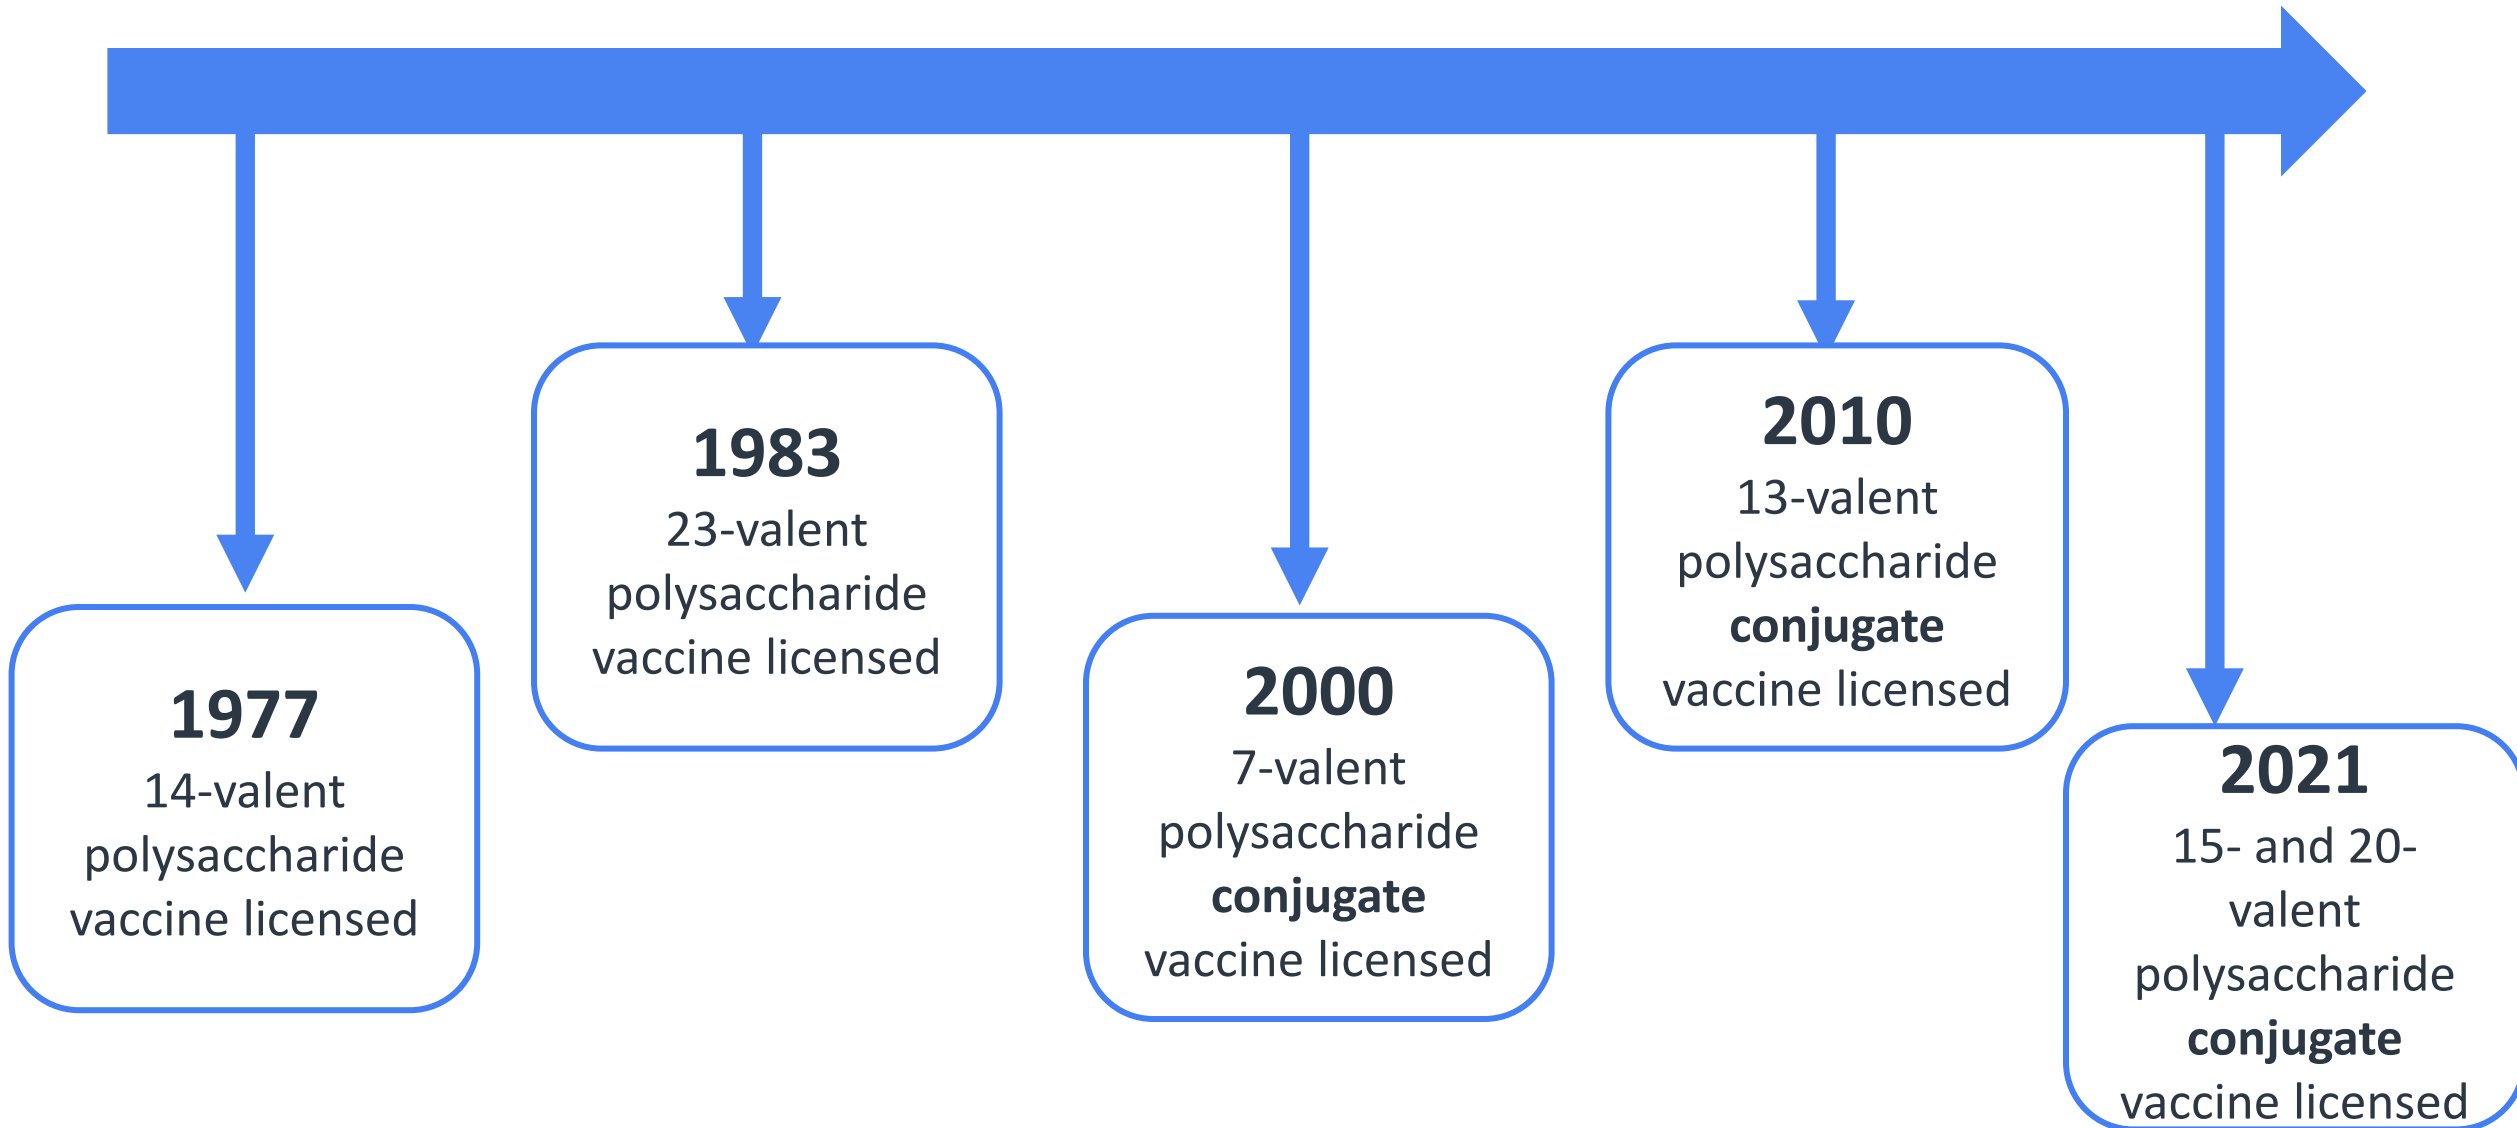 1977
14-valent
polysaccharide
vaccine licensed
1983
23-valent
polysaccharide
vaccine licensed
2000
7-valent
polysaccharide
conjugate
vaccine licensed
2010
13-valent
polysaccharide
conjugate
vaccine licensed
2021
15- and 20-
valent
polysaccharide
conjugate
vaccine licensed